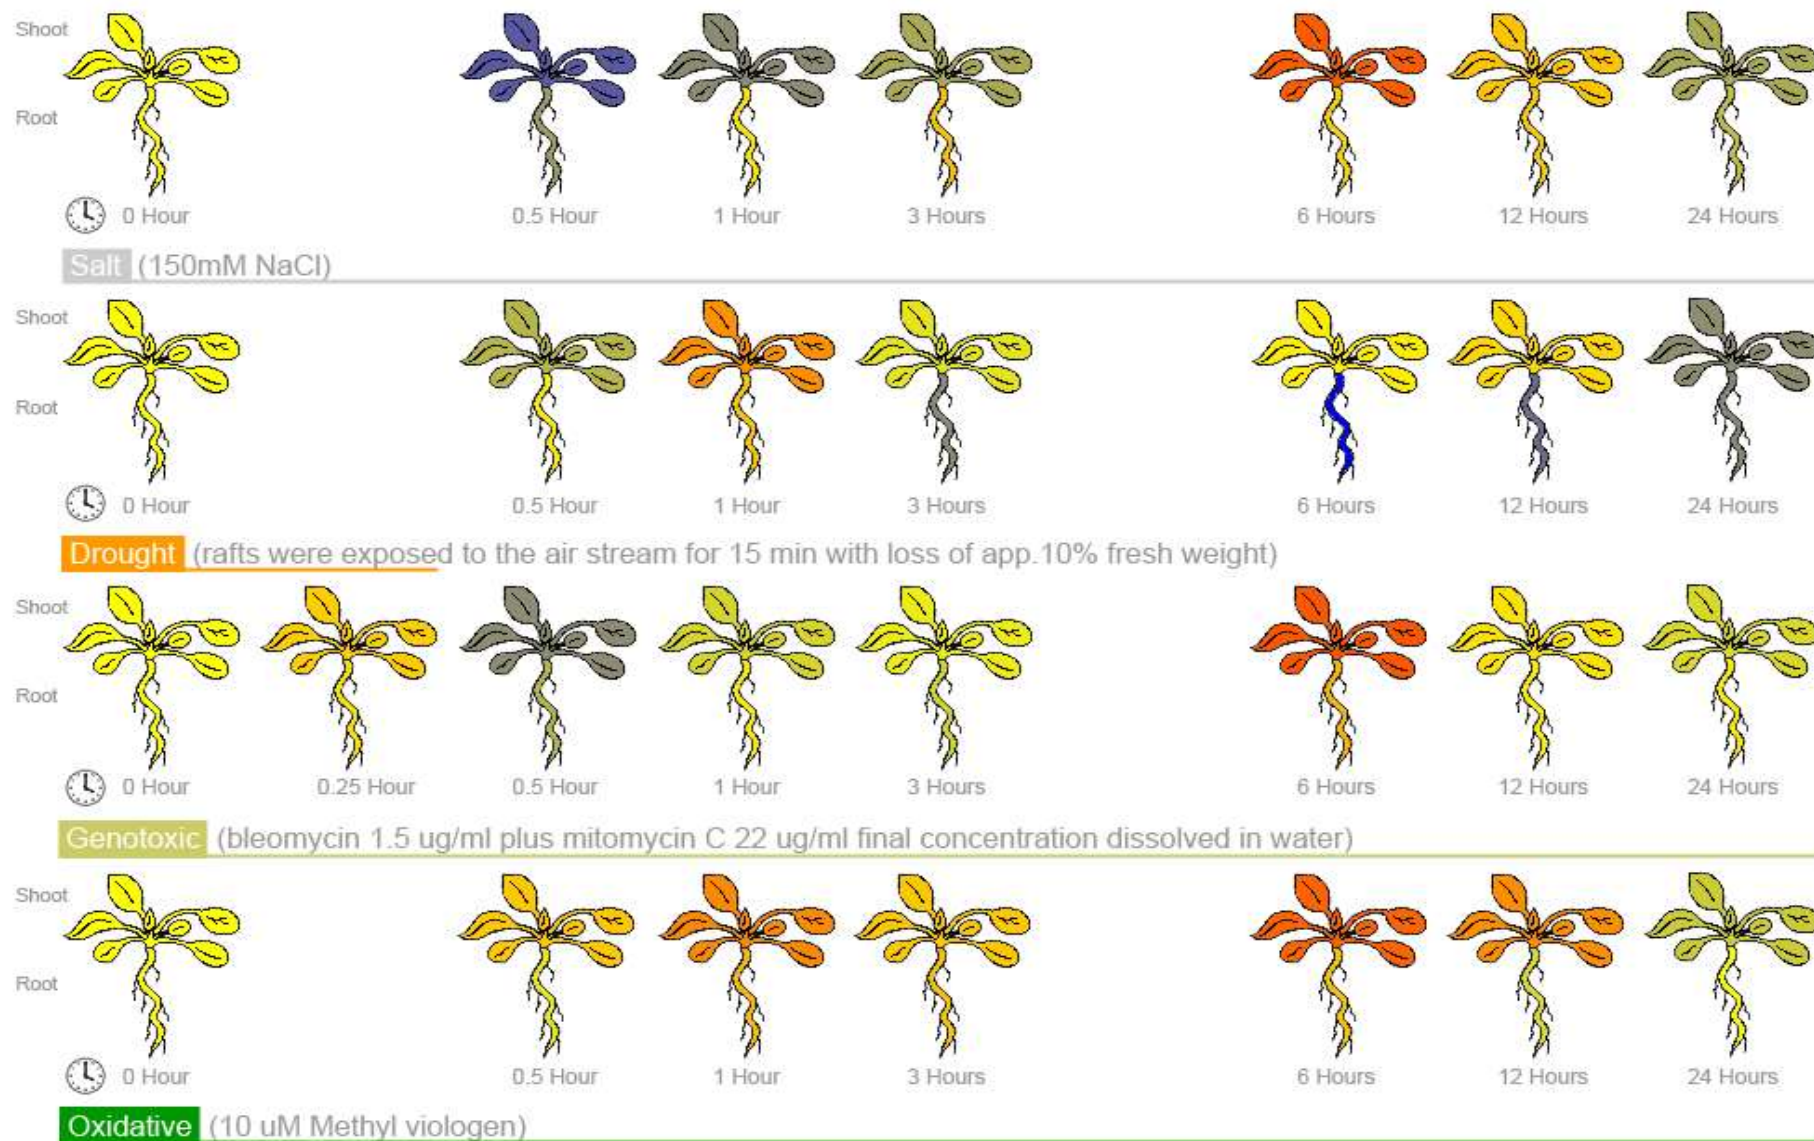 Shoot
Root
0 Hour 0.5 Hour 1 Hour 3 Hours 6 Hours 12 Hours 24 Hours
Salt (150mM NaCl)
Shoot
Root
0 Hour 0.5 Hour 1 Hour 3 Hours 6 Hours 12 Hours 24 Hours
Drought (rafts were exposed to the air stream for 15 min with loss of app.10% fresh weight)
Shoot
Root
0 Hour 0.25 Hour 0.5 Hour 1 Hour 3 Hours 6 Hours 12 Hours 24 Hours
Genotoxic (bleomycin 1.5 ug/ml plus mitomycin C 22 ug/ml final concentration dissolved in water)
Shoot
Root
0 Hour 0.5 Hour 1 Hour 3 Hours 6 Hours 12 Hours 24 Hours
Oxidative (10 uM Methyl viologen)